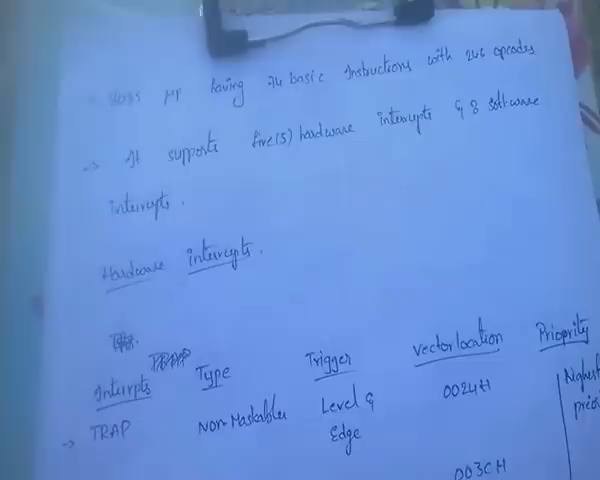 8085 μp having 74 basic Instructions with 246 opcodes
-> It supports five(5) hardware interrupts & 8 software
interrupts.
Hardware interrupts.
Interrpts Type Trigger Vector location Priority
-> TRAP Non-Maskable Level & 0024H Highest
Edge
003CH